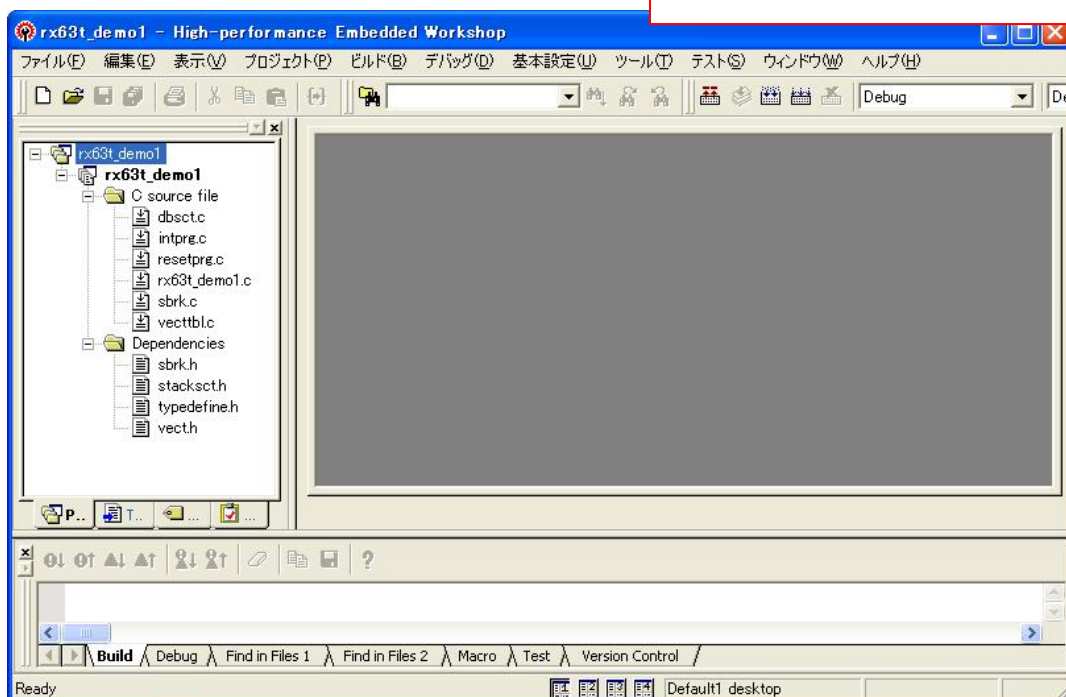 rx63t_demo1 - High-performance Embedded Workshop
ファイル(F) 編集(E) 表示(V) プロジェクト(P) ビルド(B) デバッグ(D) 基本設定(U) ツール(T) テスト(S) ウィンドウ(W) ヘルプ(H)
Debug
rx63t_demo1
rx63t_demo1
C source file
dbsct.c
intprg.c
resetprg.c
rx63t_demo1.c
sbrk.c
vecttbl.c
Dependencies
sbrk.h
stacksct.h
typedefine.h
vect.h
P.. T.. ... ...
Build Debug Find in Files 1 Find in Files 2 Macro Test Version Control
Ready Default1 desktop